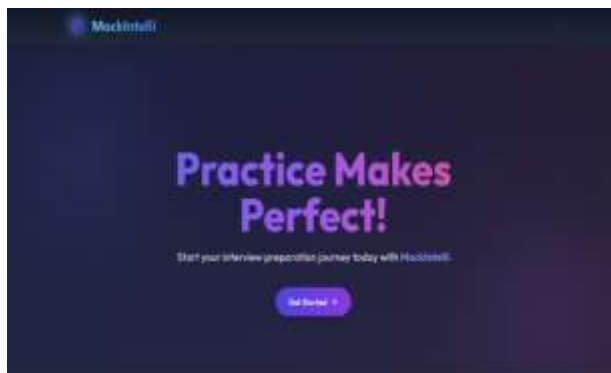 MockIntelli
Practice Makes
Perfect!
Start your interview preparation journey today with MockIntelli
Get Started →